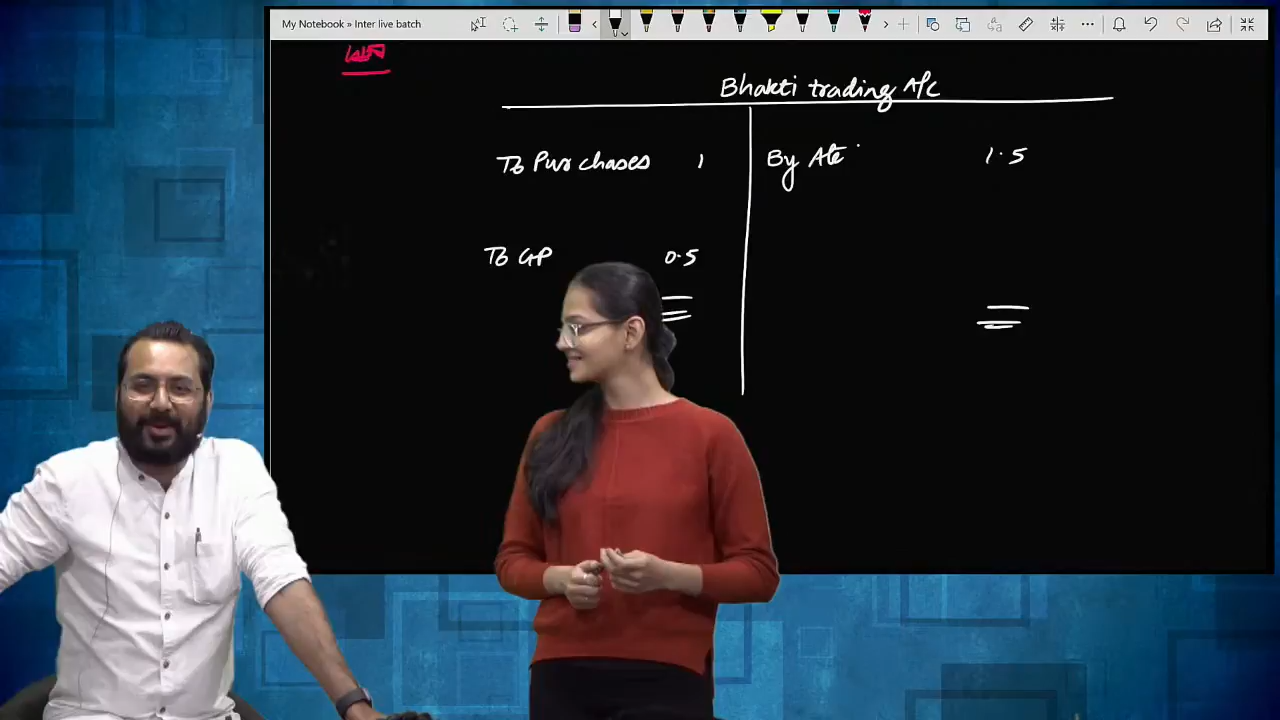 My Notebook » Inter live batch
Bhakti trading A/c
To Purchases 1
By 1.5
To GP 0.5